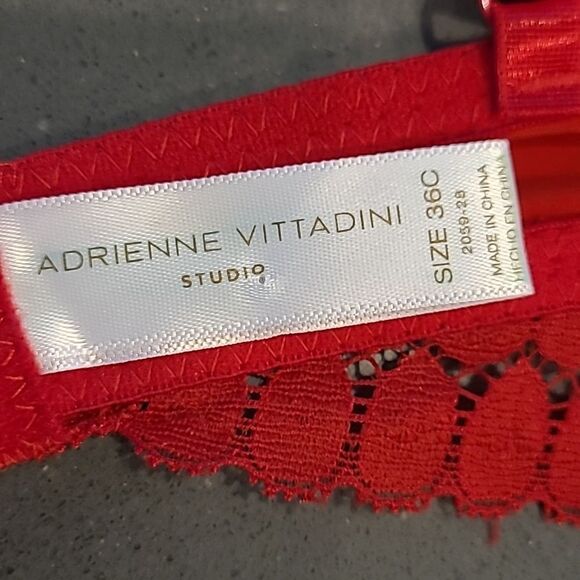 ADRIENNE VITTADINI
STUDIO®
SIZE 36C
2059-28
MADE IN CHINA
HECHO EN CHINA